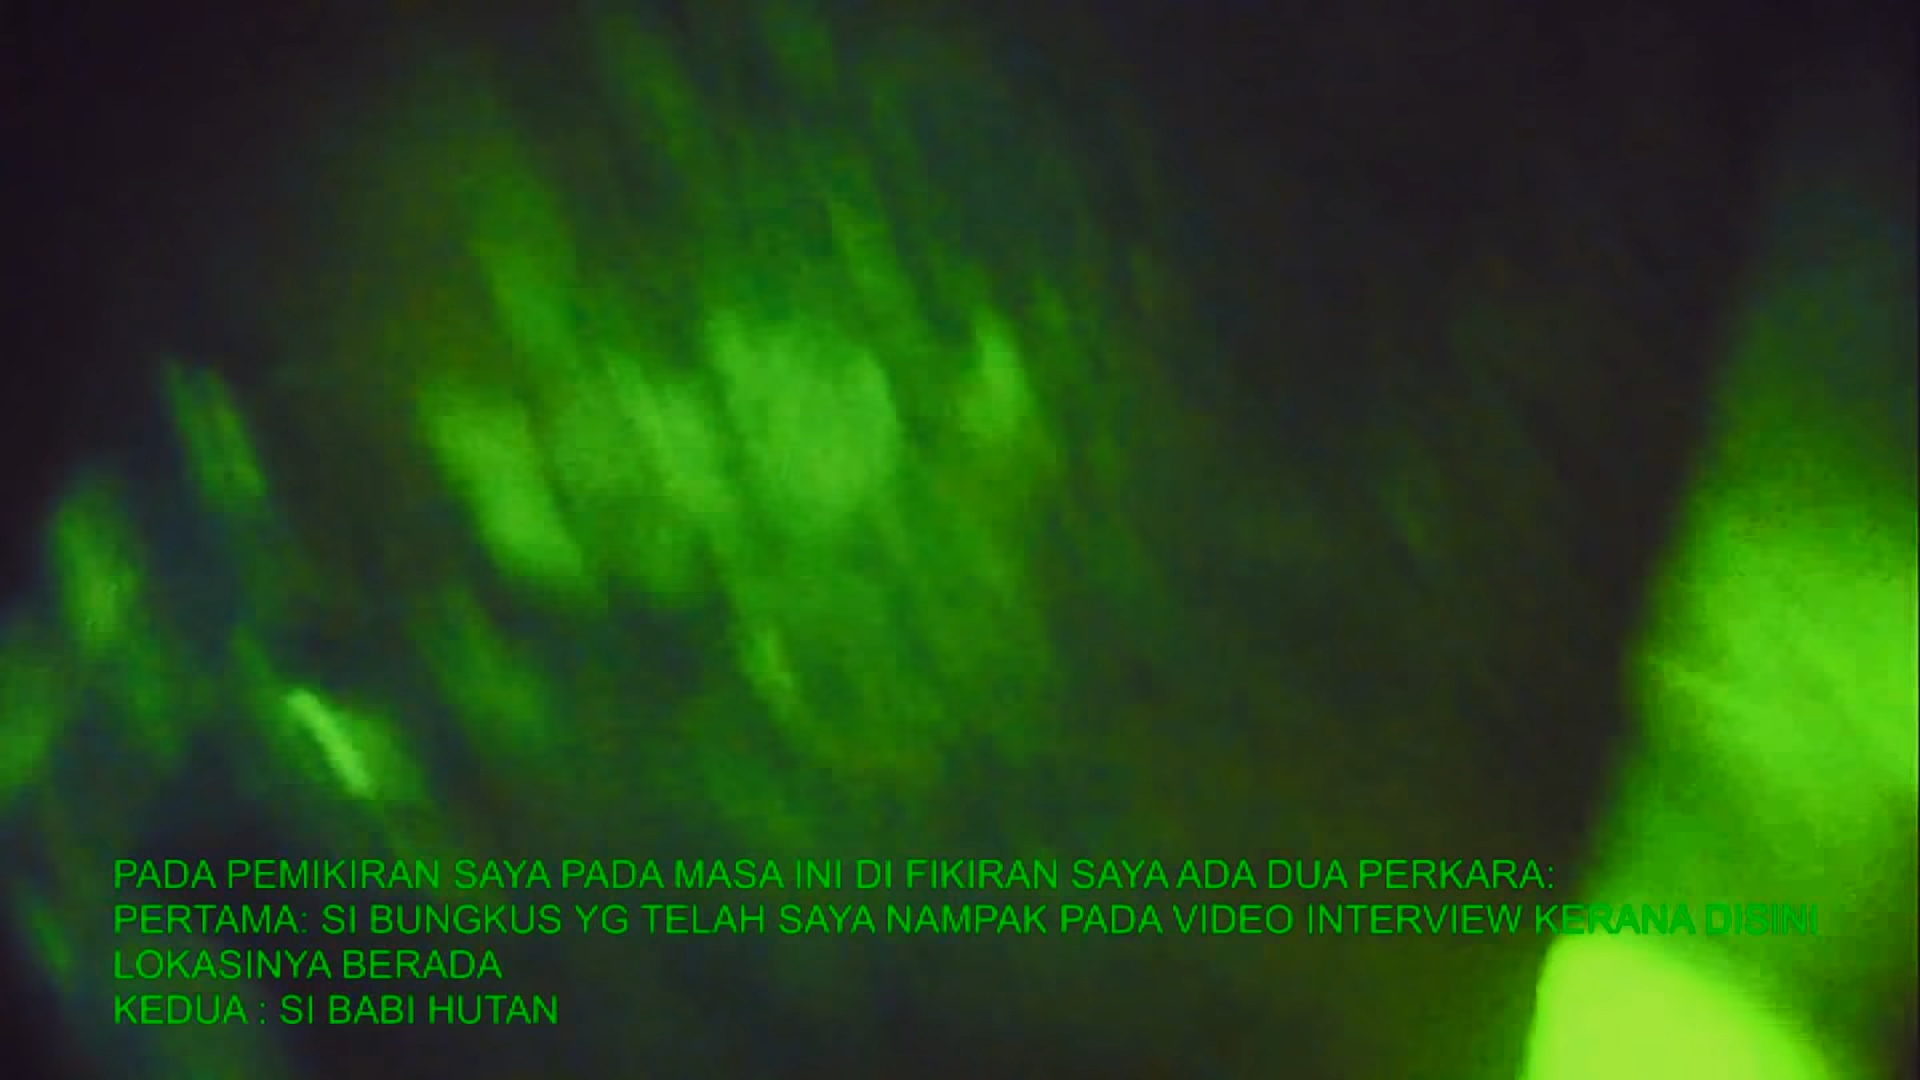 PADA PEMIKIRAN SAYA PADA MASA INI DI FIKIRAN SAYA ADA DUA PERKARA:
PERTAMA: SI BUNGKUS YG TELAH SAYA NAMPAK PADA VIDEO INTERVIEW KERANA DISINI
LOKASINYA BERADA
KEDUA : SI BABI HUTAN